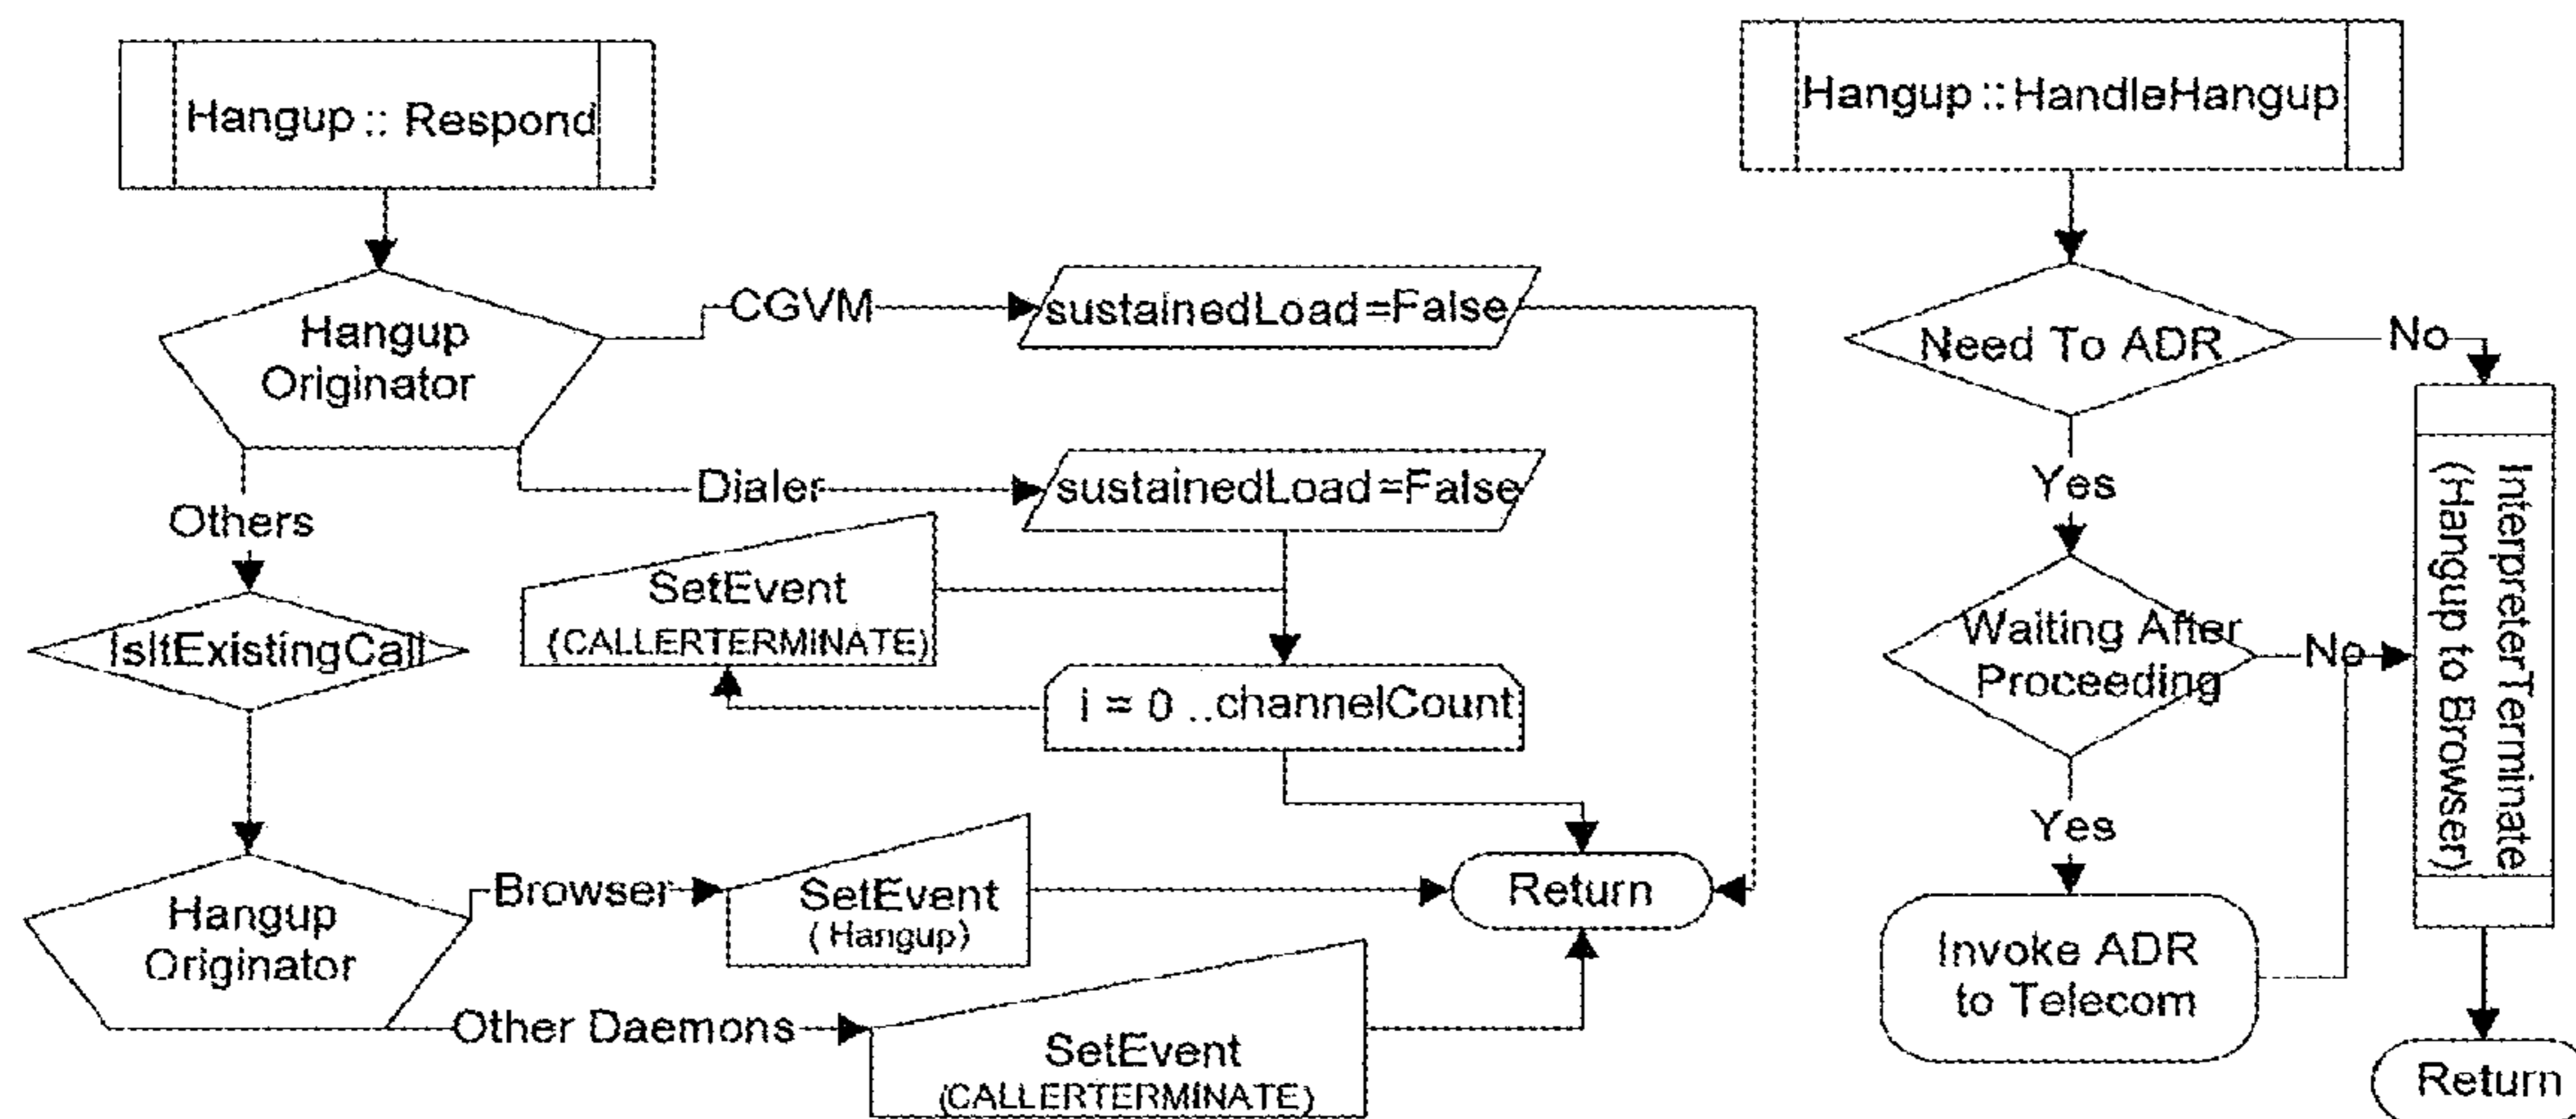 Hangup :: Respond
Hangup
Originator
CGVM
sustainedLoad=False
Dialer
sustainedLoad=False
Others
SetEvent
(CALLERTERMINATE)
IsItExistingCall
i = 0 ..channelCount
Hangup
Originator
Browser
SetEvent
(Hangup)
Return
Other Daemons
SetEvent
(CALLERTERMINATE)
Hangup :: HandleHangup
Need To ADR
No
Yes
Waiting After
Proceeding
No
Yes
Invoke ADR
to Telecom
InterpreterTerminate
(Hangup to Browser)
Return